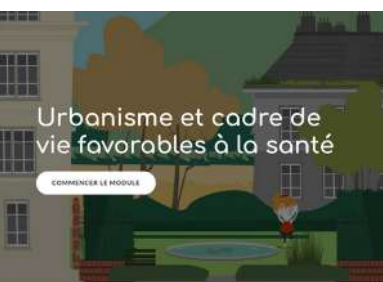 Urbanisme et cadre de
vie favorables à la santé
COMMENCER LE MODULE